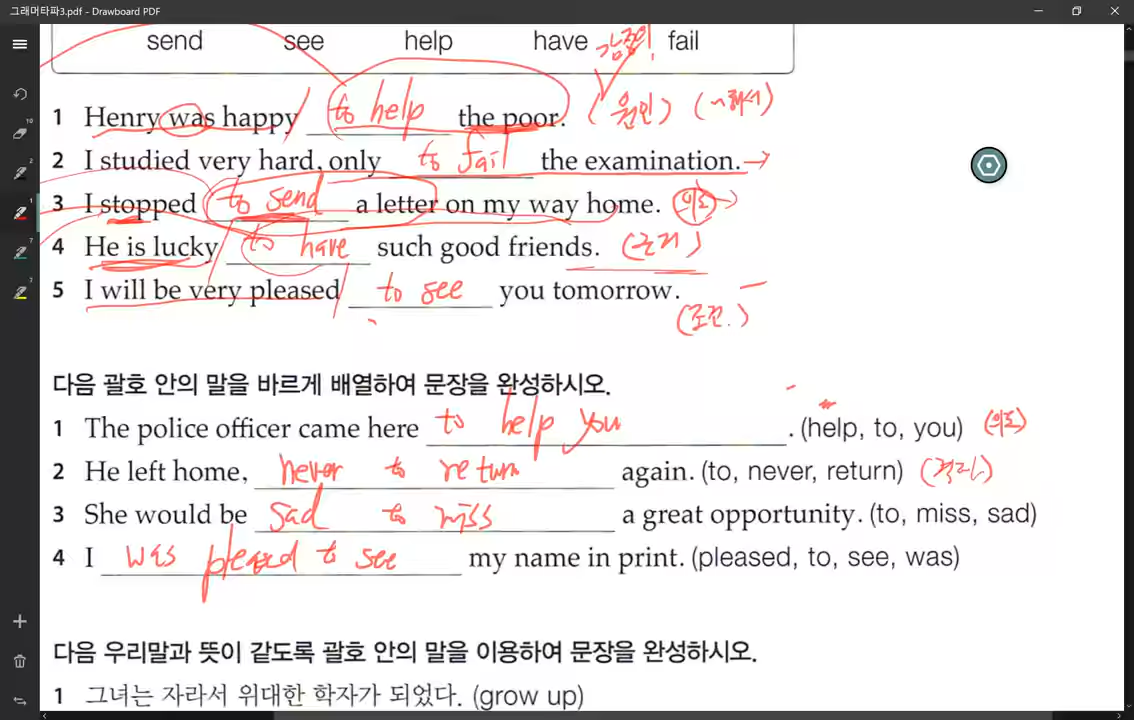 그래머타파3.pdf - Drawboard PDF
send see help have fail
감정이
1 Henry was happy to help the poor. (원인) (~해서)
2 I studied very hard, only to fail the examination. →
3 I stopped to send a letter on my way home. (의도)
4 He is lucky to have such good friends. (근거)
5 I will be very pleased to see you tomorrow.
(조건.)
다음 괄호 안의 말을 바르게 배열하여 문장을 완성하시오.
1 The police officer came here to help you . (help, to, you) (의도)
2 He left home, never to return again. (to, never, return) (결과)
3 She would be sad to miss a great opportunity. (to, miss, sad)
4 I was pleased to see my name in print. (pleased, to, see, was)
다음 우리말과 뜻이 같도록 괄호 안의 말을 이용하여 문장을 완성하시오.
1 그녀는 자라서 위대한 학자가 되었다. (grow up)